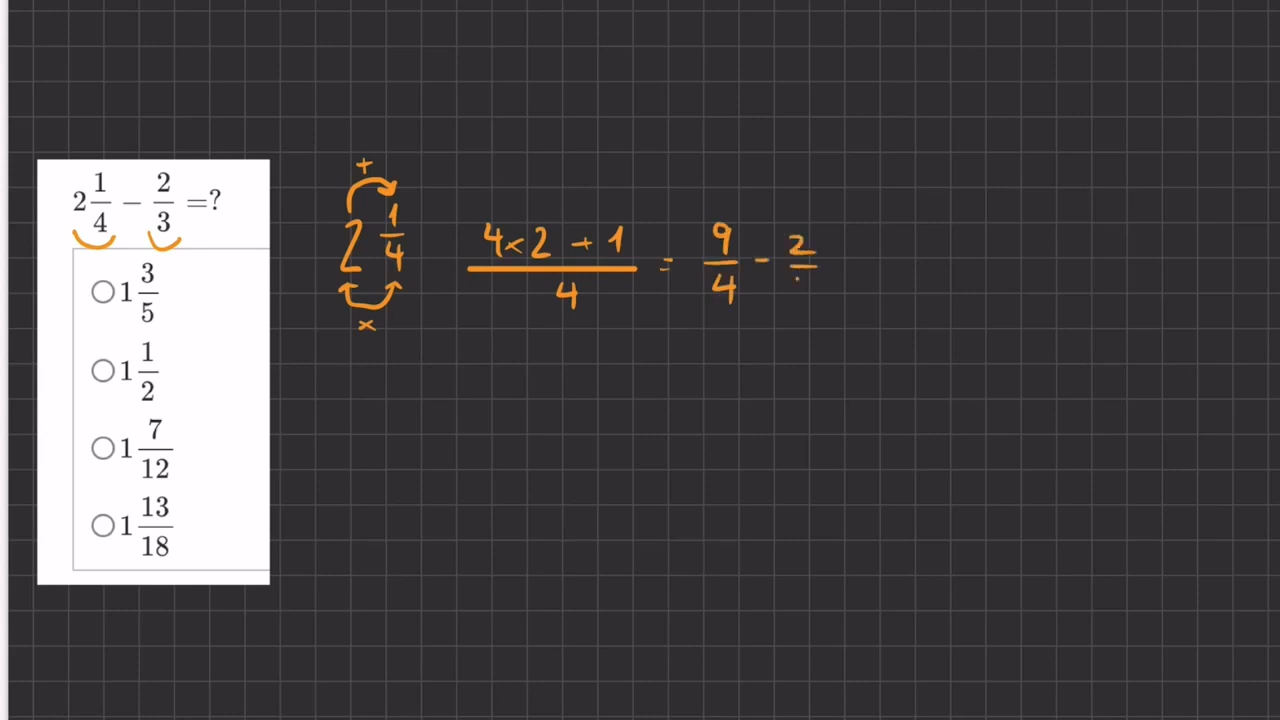 2 1/4 − 2/3 =?
1 3/5
1 1/2
1 7/12
1 13/18
+
2 1/4
x
(4×2 + 1)/4 = 9/4 - 2/